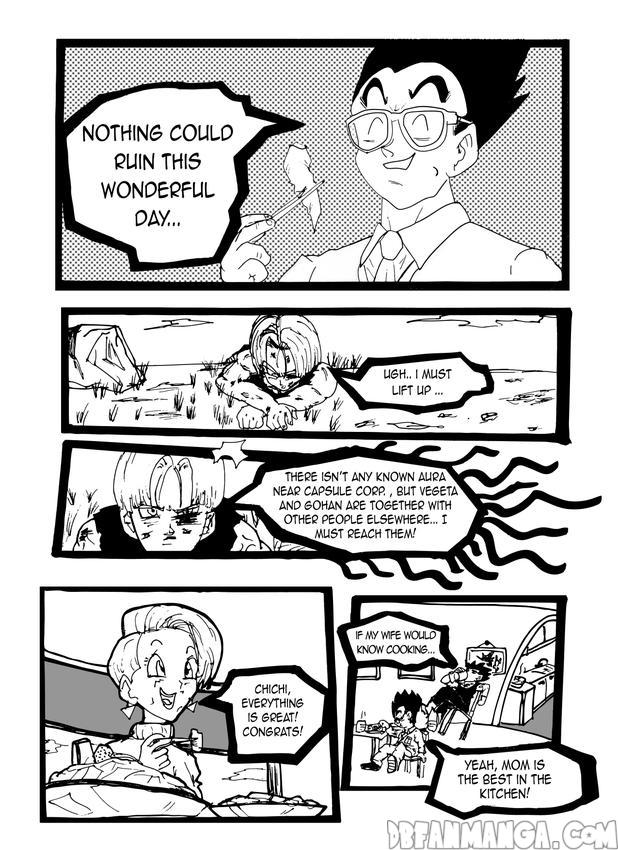 NOTHING COULD
RUIN THIS
WONDERFUL
DAY...
UGH.. I MUST
LIFT UP ...
THERE ISN'T ANY KNOWN AURA
NEAR CAPSULE CORP. , BUT VEGETA
AND GOHAN ARE TOGETHER WITH
OTHER PEOPLE ELSEWHERE... I
MUST REACH THEM!
CHICHI,
EVERYTHING
IS GREAT!
CONGRATS!
IF MY WIFE WOULD
KNOW COOKING...
YEAH, MOM IS
THE BEST IN THE
KITCHEN!
DBFANMANGA.COM